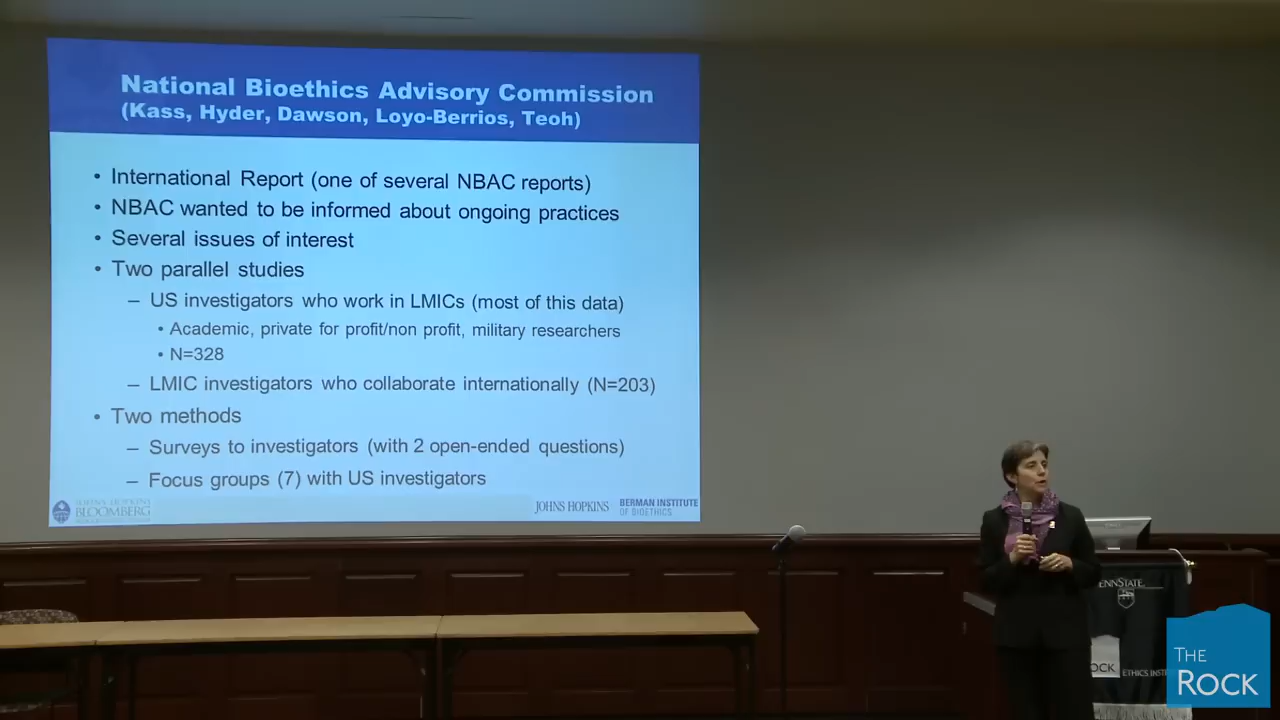 National Bioethics Advisory Commission
(Kass, Hyder, Dawson, Loyo-Berrios, Teoh)
• International Report (one of several NBAC reports)
• NBAC wanted to be informed about ongoing practices
• Several issues of interest
• Two parallel studies
– US investigators who work in LMICs (most of this data)
• Academic, private for profit/non profit, military researchers
• N=328
– LMIC investigators who collaborate internationally (N=203)
• Two methods
– Surveys to investigators (with 2 open-ended questions)
– Focus groups (7) with US investigators
BLOOMBERG
JOHNS HOPKINS
BERMAN INSTITUTE
OF BIOETHICS
PENNSTATE
ROCK
ETHICS INSTI
THE
ROCK